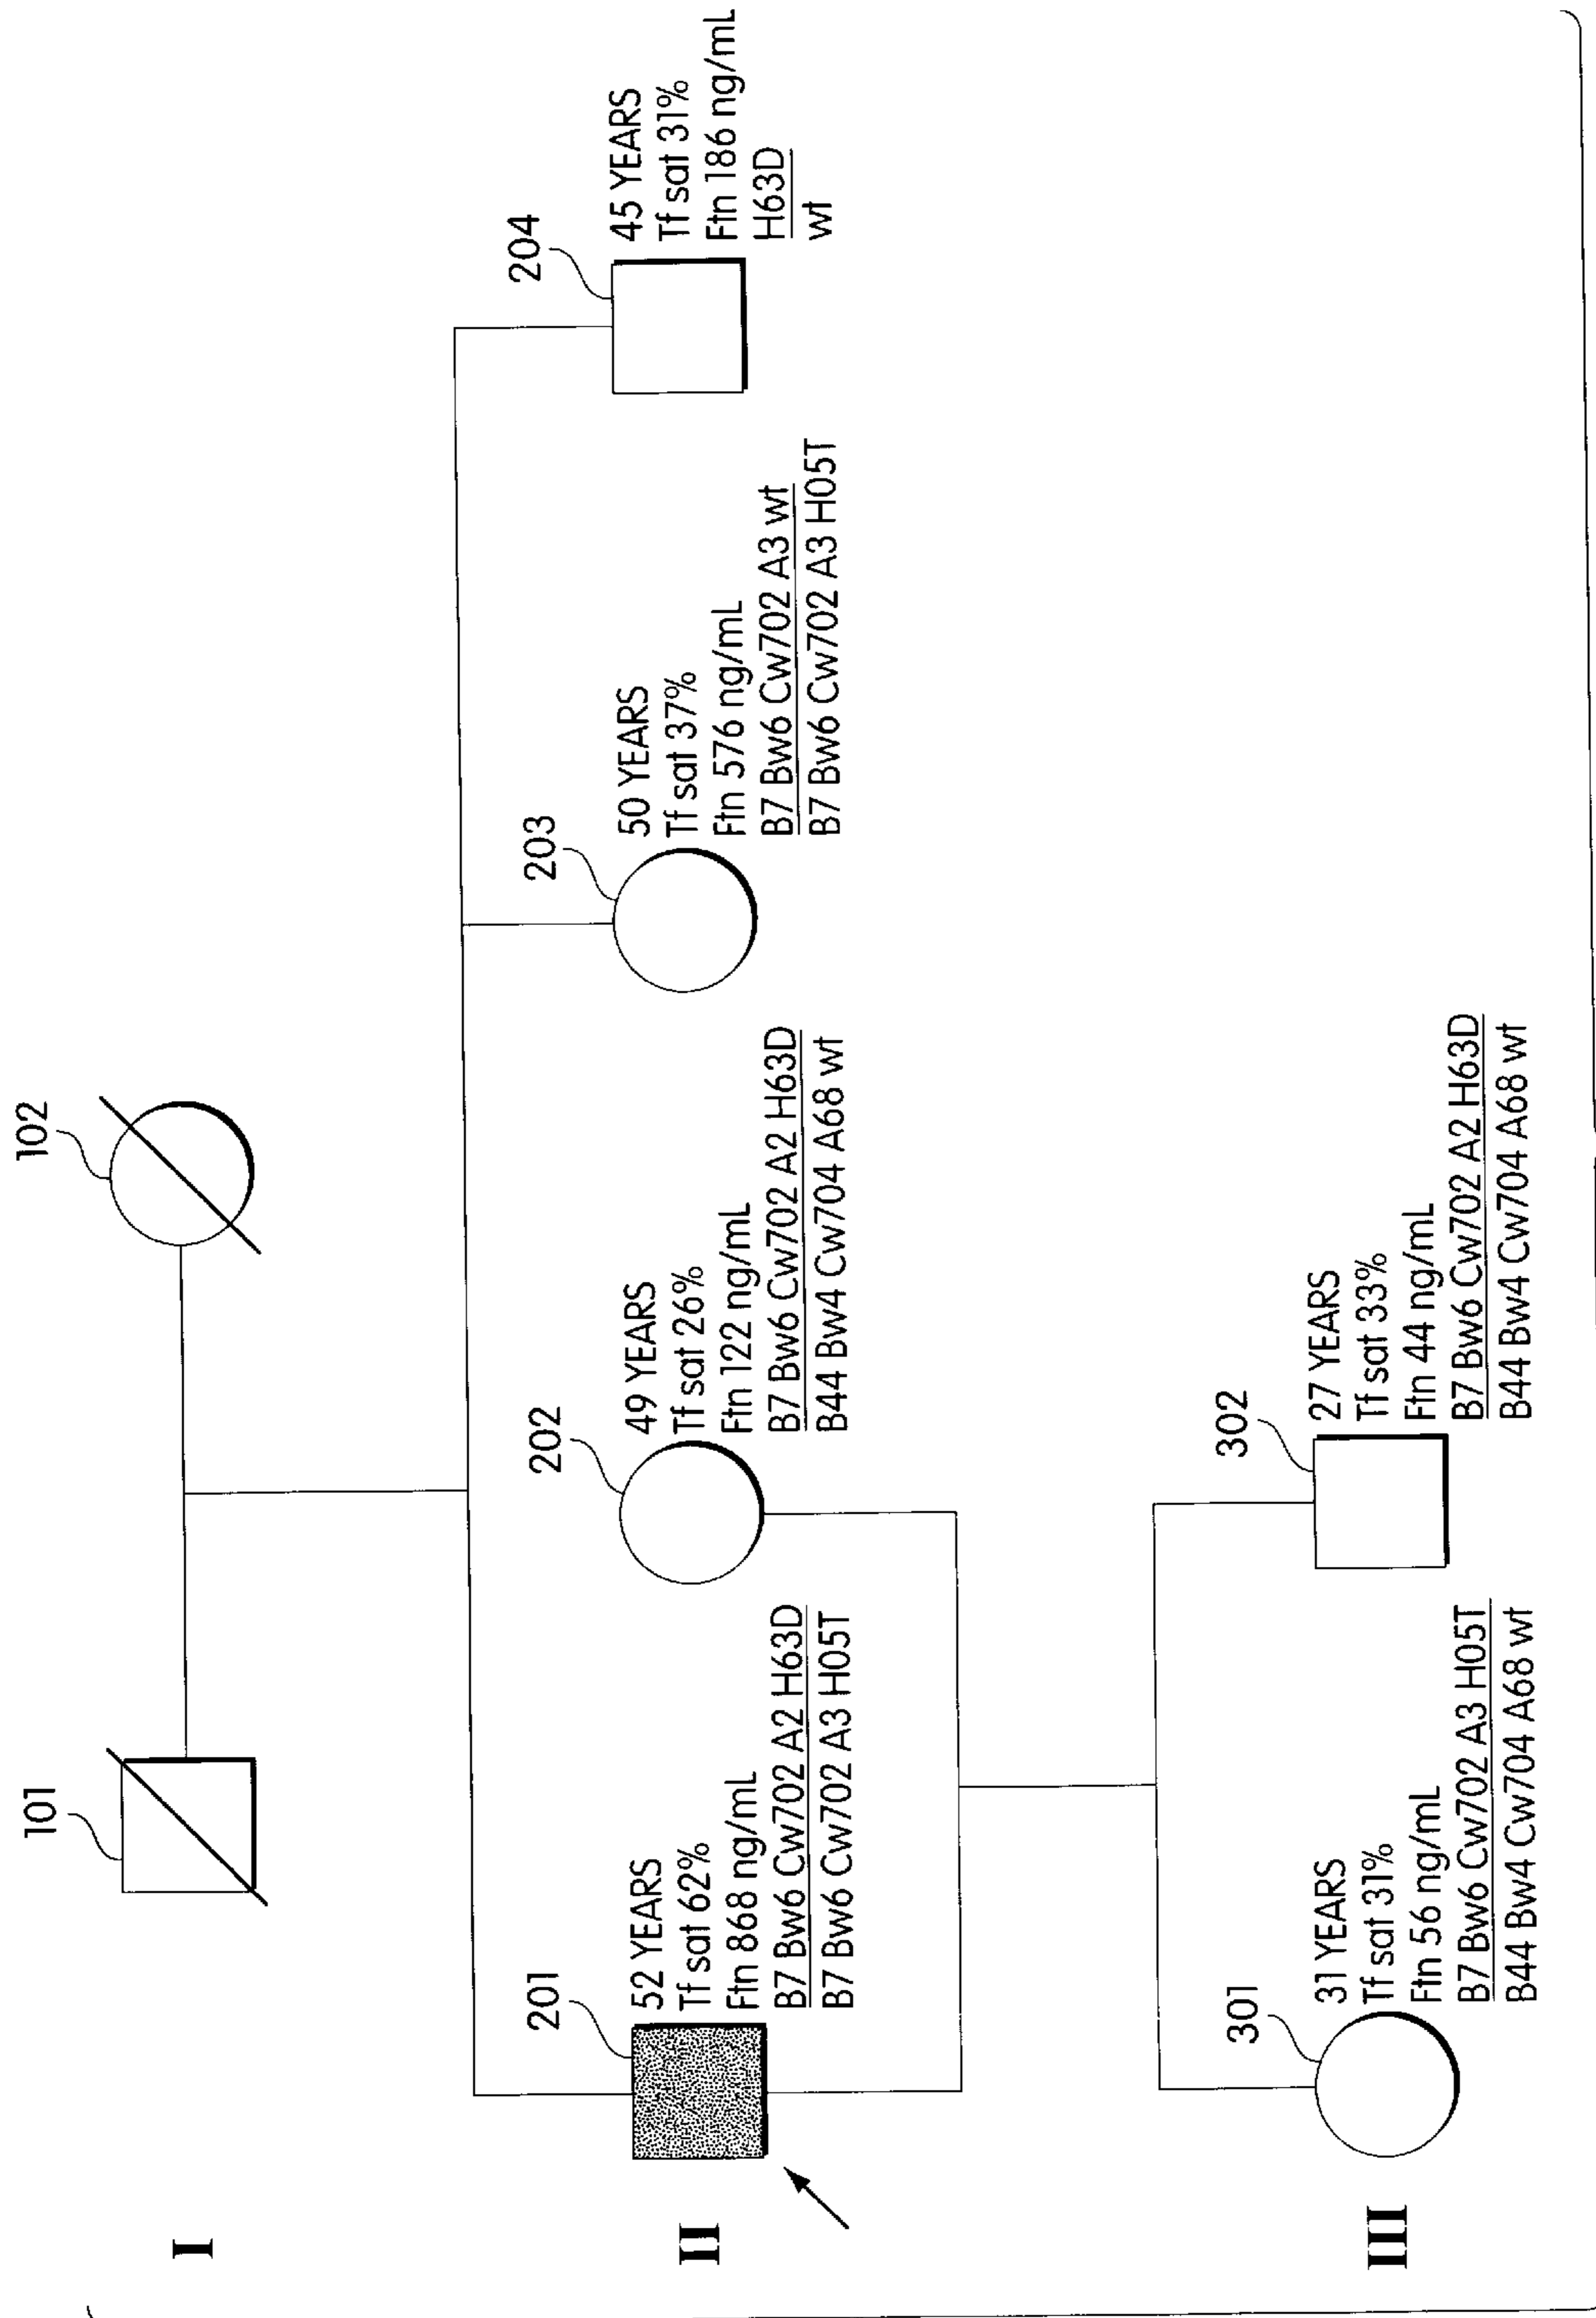 I
101
102
II
201
52 YEARS
Tf sat 62%
Ftn 868 ng/mL
B7 Bw6 Cw702 A2 H63D
B7 Bw6 Cw702 A3 H05T
202
49 YEARS
Tf sat 26%
Ftn 122 ng/mL
B7 Bw6 Cw702 A2 H63D
B44 Bw4 Cw704 A68 wt
203
50 YEARS
Tf sat 37%
Ftn 576 ng/mL
B7 Bw6 Cw702 A3 wt
B7 Bw6 Cw702 A3 H05T
204
45 YEARS
Tf sat 31%
Ftn 186 ng/mL
H63D
wt
III
301
31 YEARS
Tf sat 31%
Ftn 56 ng/mL
B7 Bw6 Cw702 A3 H05T
B44 Bw4 Cw704 A68 wt
302
27 YEARS
Tf sat 33%
Ftn 44 ng/mL
B7 Bw6 Cw702 A2 H63D
B44 Bw4 Cw704 A68 wt